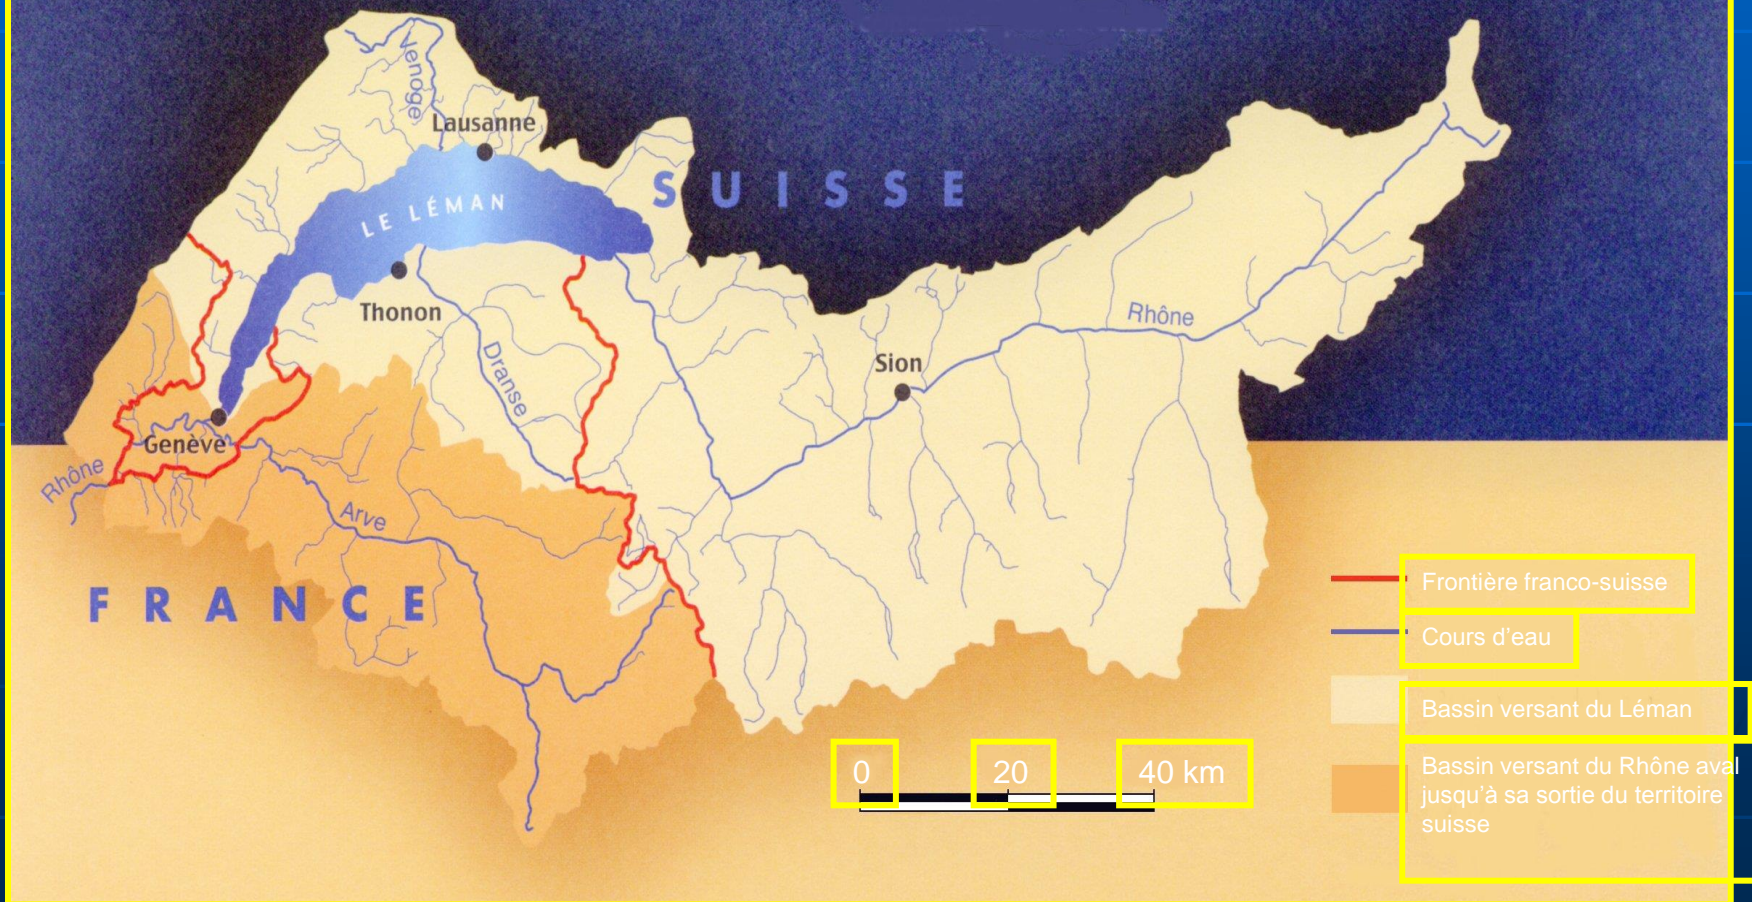 Venoge
Lausanne
SUISSE
LE LÉMAN
Thonon
Rhône
Dranse
Sion
Genève
Rhône
Arve
FRANCE
Frontière franco-suisse
Cours d'eau
Bassin versant du Léman
0 20 40 km
Bassin versant du Rhône aval
jusqu'à sa sortie du territoire
suisse